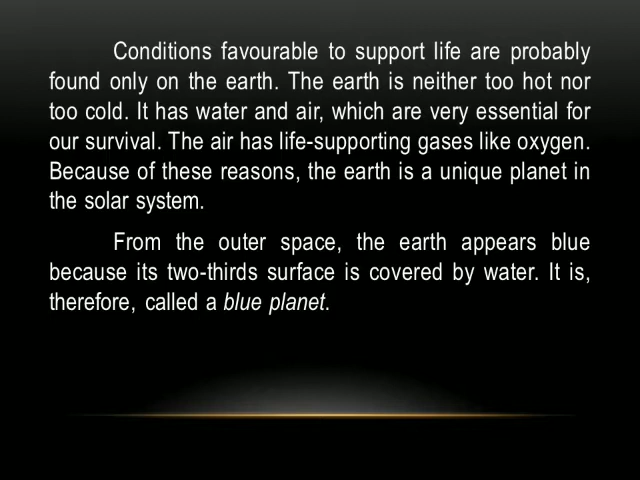 Conditions favourable to support life are probably
found only on the earth. The earth is neither too hot nor
too cold. It has water and air, which are very essential for
our survival. The air has life-supporting gases like oxygen.
Because of these reasons, the earth is a unique planet in
the solar system.
From the outer space, the earth appears blue
because its two-thirds surface is covered by water. It is,
therefore, called a blue planet.